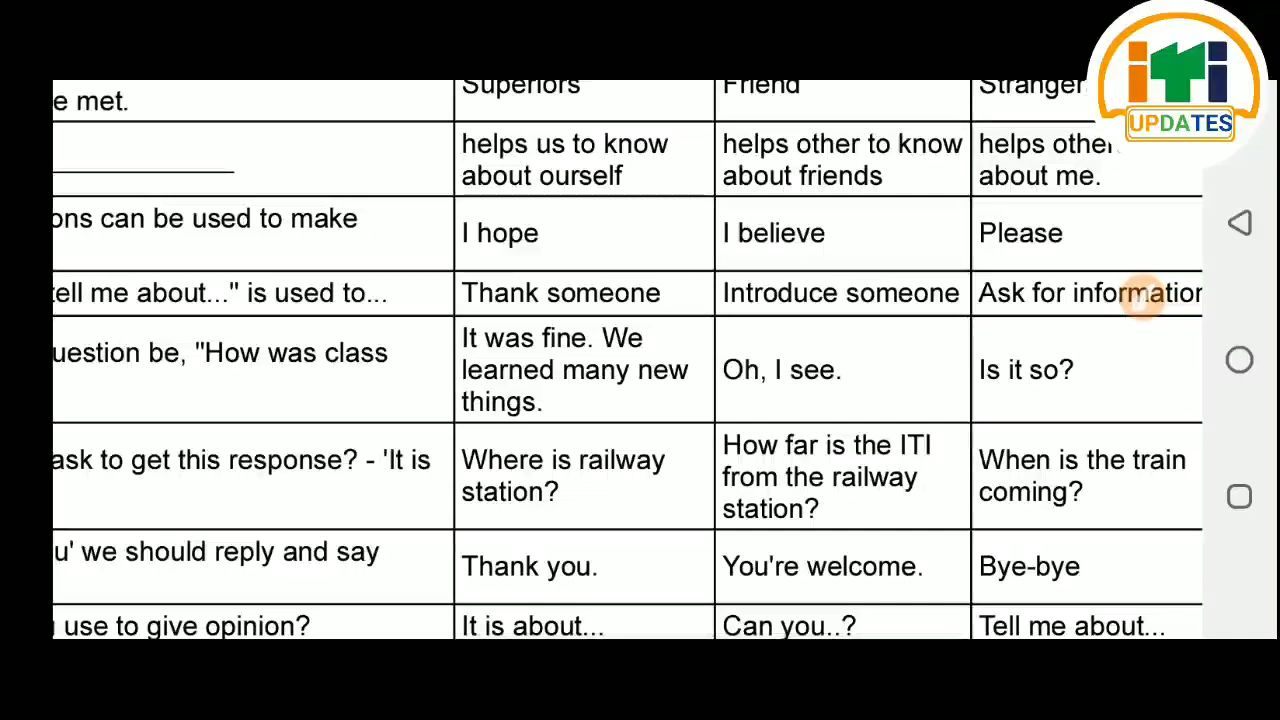 e met.
Superiors
Friend
Stranger
iTi
UPDATES
helps us to know
about ourself
helps other to know
about friends
helps other
about me.
ons can be used to make
I hope
I believe
Please
tell me about..." is used to...
Thank someone
Introduce someone
Ask for information
uestion be, "How was class
It was fine. We
learned many new
things.
Oh, I see.
Is it so?
ask to get this response? - 'It is
Where is railway
station?
How far is the ITI
from the railway
station?
When is the train
coming?
u' we should reply and say
Thank you.
You're welcome.
Bye-bye
use to give opinion?
It is about...
Can you..?
Tell me about...